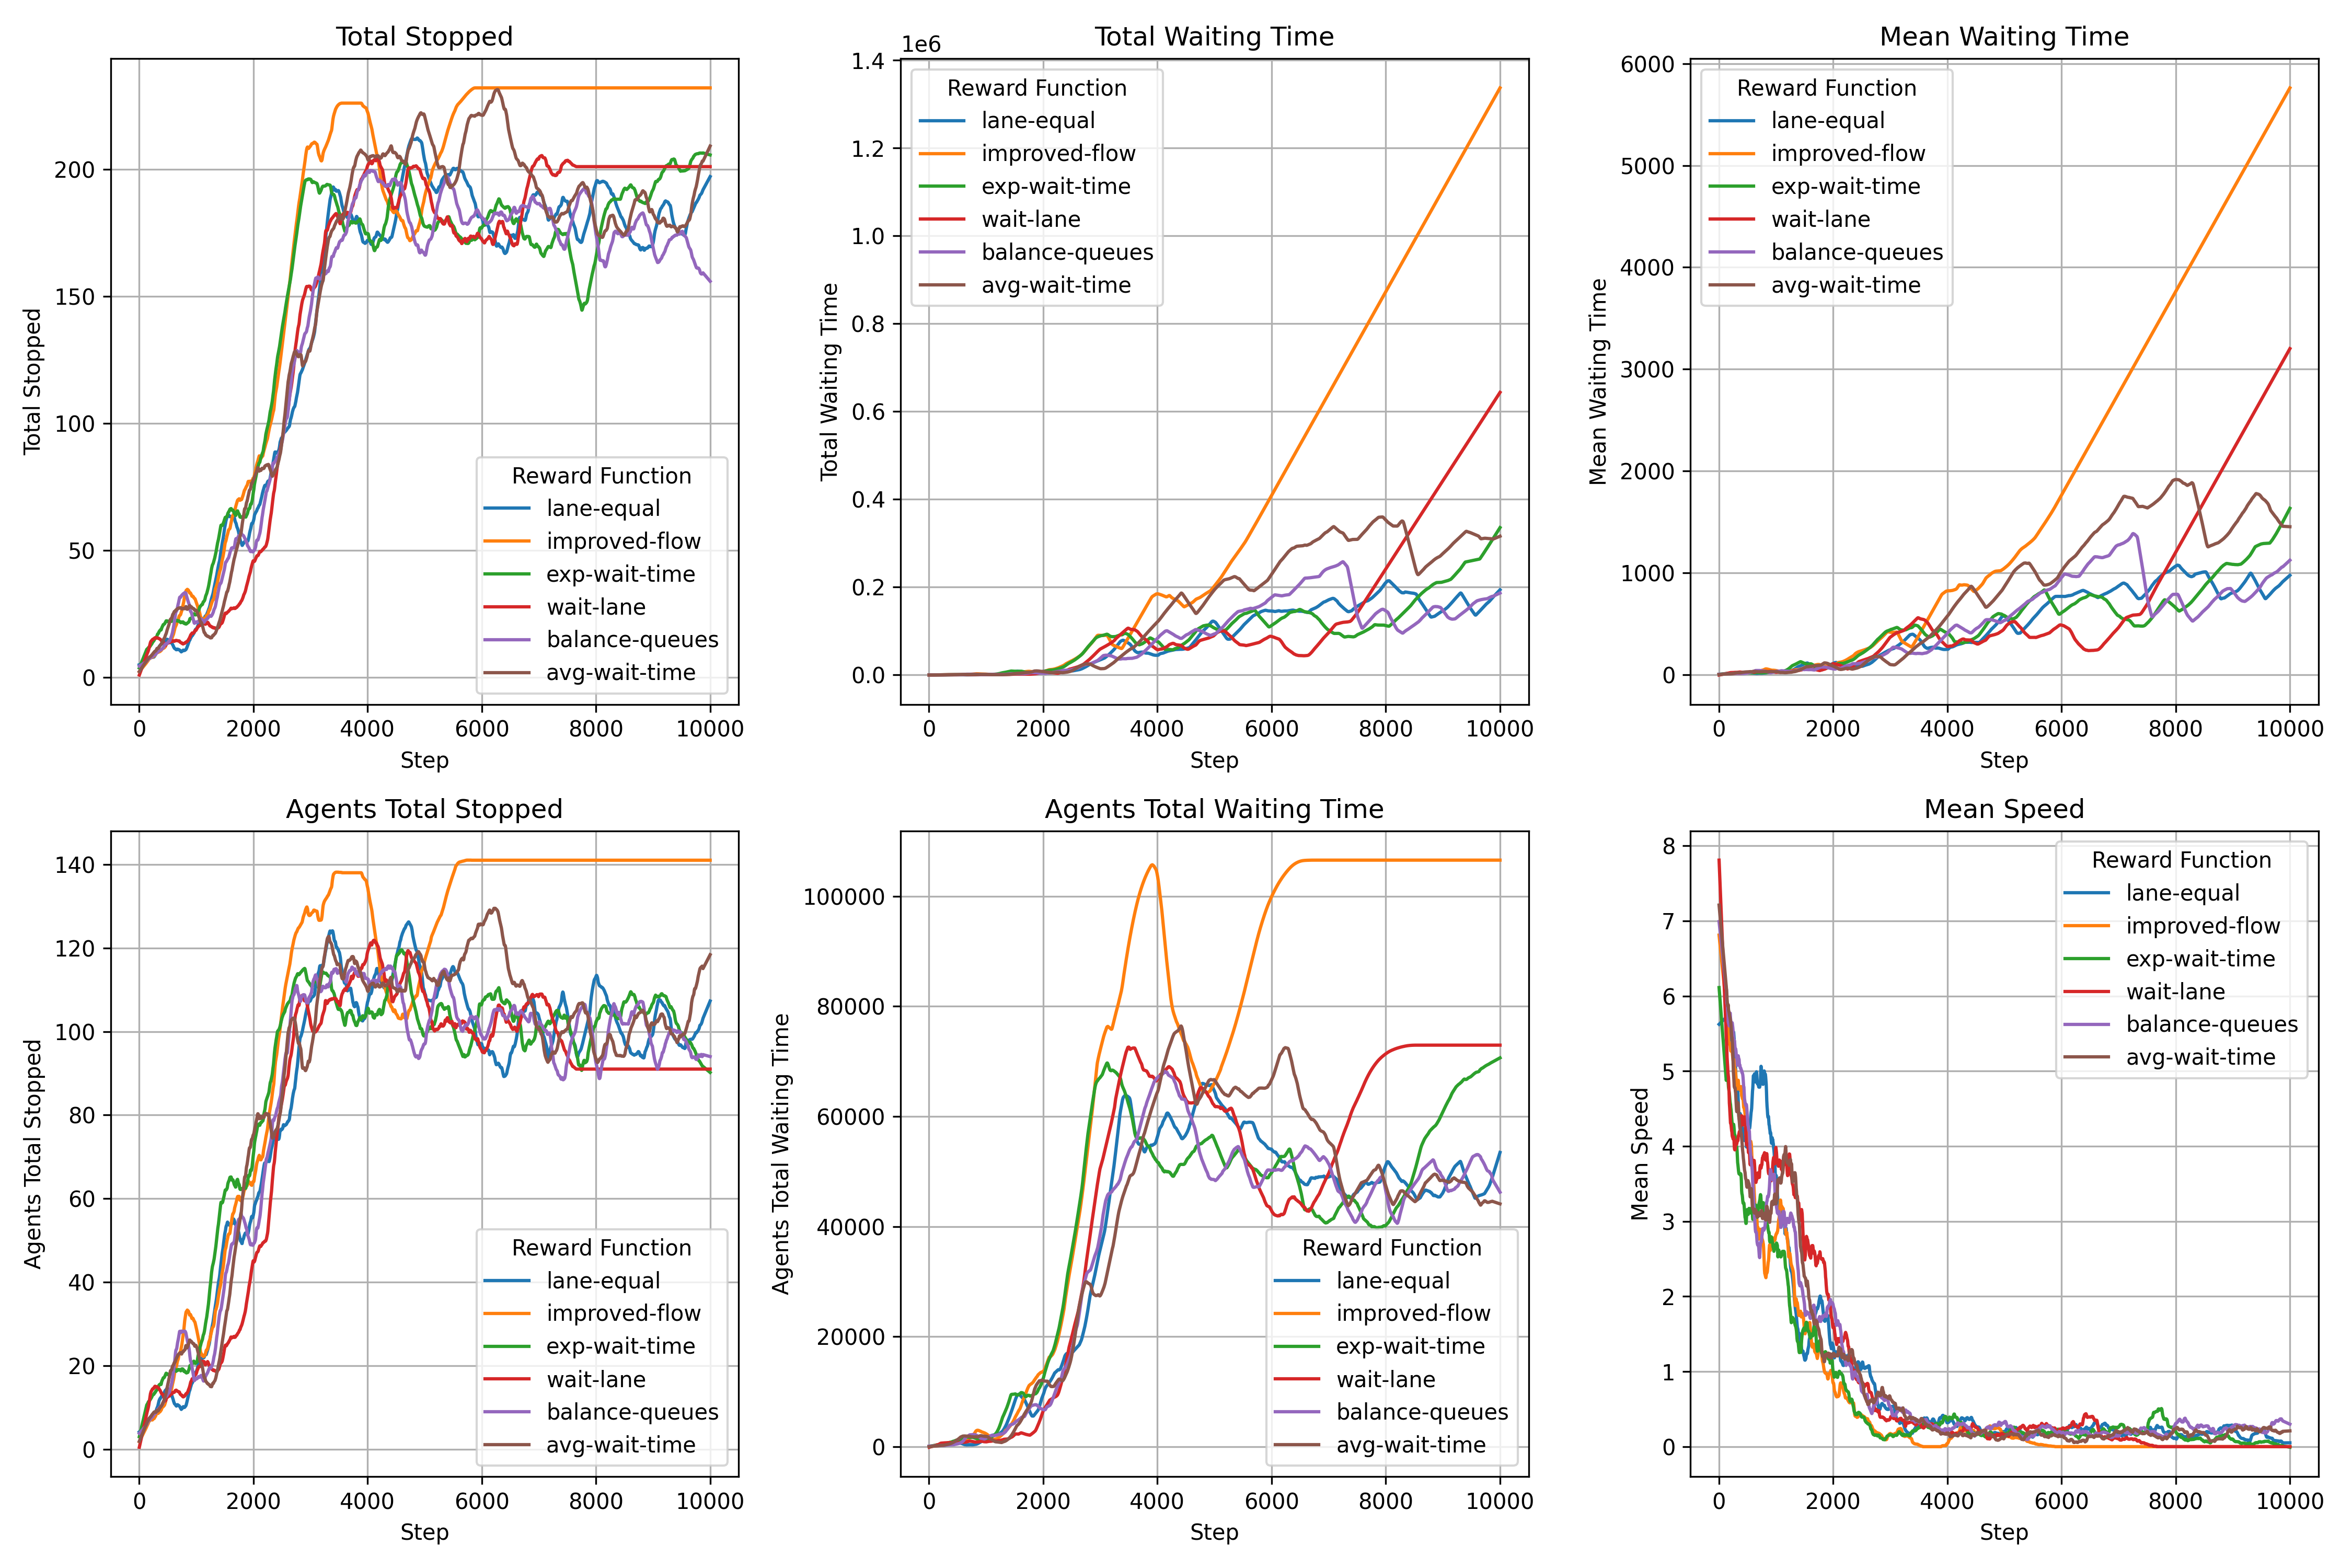 Total Stopped
Total Stopped
200
150
100
50
0
0 2000 4000 6000 8000 10000
Step
Reward Function
lane-equal
improved-flow
exp-wait-time
wait-lane
balance-queues
avg-wait-time
Total Waiting Time
1e6
Total Waiting Time
1.4
1.2
1.0
0.8
0.6
0.4
0.2
0.0
0 2000 4000 6000 8000 10000
Step
Reward Function
lane-equal
improved-flow
exp-wait-time
wait-lane
balance-queues
avg-wait-time
Mean Waiting Time
Mean Waiting Time
6000
5000
4000
3000
2000
1000
0
0 2000 4000 6000 8000 10000
Step
Reward Function
lane-equal
improved-flow
exp-wait-time
wait-lane
balance-queues
avg-wait-time
Agents Total Stopped
Agents Total Stopped
140
120
100
80
60
40
20
0
0 2000 4000 6000 8000 10000
Step
Reward Function
lane-equal
improved-flow
exp-wait-time
wait-lane
balance-queues
avg-wait-time
Agents Total Waiting Time
Agents Total Waiting Time
100000
80000
60000
40000
20000
0
0 2000 4000 6000 8000 10000
Step
Reward Function
lane-equal
improved-flow
exp-wait-time
wait-lane
balance-queues
avg-wait-time
Mean Speed
Mean Speed
8
7
6
5
4
3
2
1
0
0 2000 4000 6000 8000 10000
Step
Reward Function
lane-equal
improved-flow
exp-wait-time
wait-lane
balance-queues
avg-wait-time